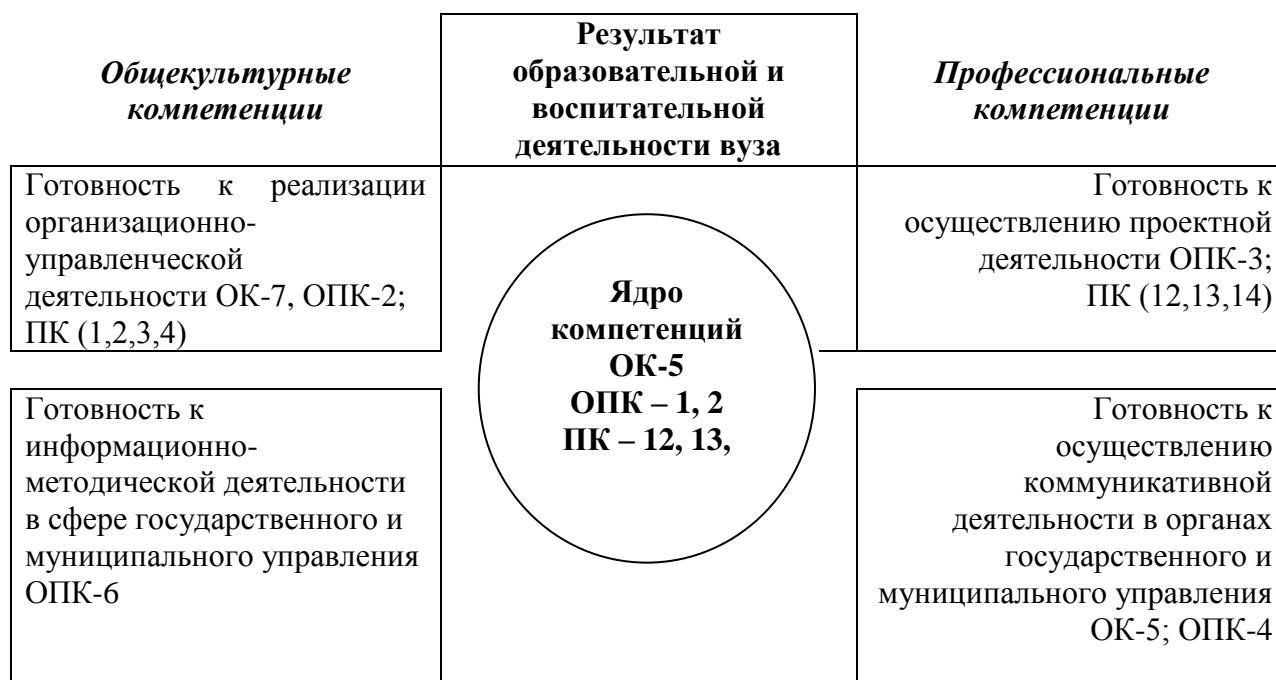 Общекультурные
компетенции
Результат
образовательной и
воспитательной
деятельности вуза
Профессиональные
компетенции
Готовность к реализации
организационно-
управленческой
деятельности ОК-7, ОПК-2;
ПК (1,2,3,4)
Ядро
компетенций
ОК-5
ОПК – 1, 2
ПК – 12, 13,
Готовность к
осуществлению проектной
деятельности ОПК-3;
ПК (12,13,14)
Готовность к
информационно-
методической деятельности
в сфере государственного и
муниципального управления
ОПК-6
Готовность к
осуществлению
коммуникативной
деятельности в органах
государственного и
муниципального управления
ОК-5; ОПК-4